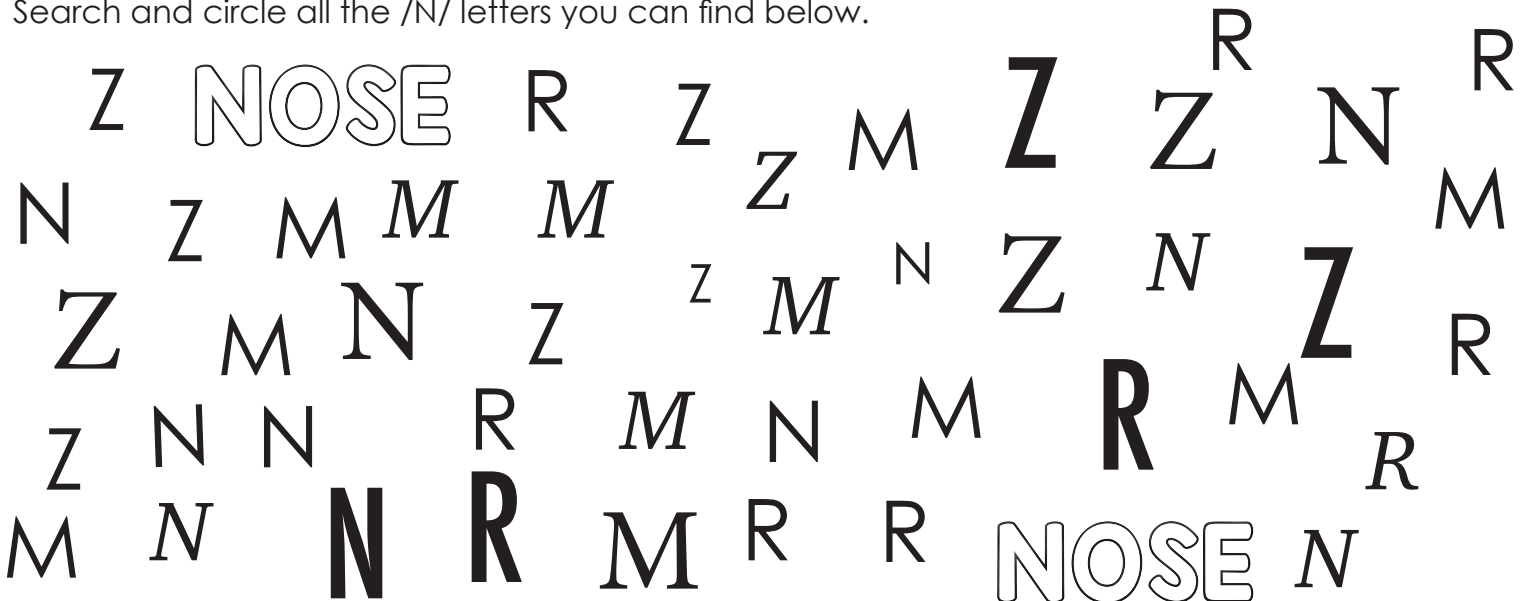 Search and circle all the /N/ letters you can find below.
R R
Z NOSE R Z M Z Z N
N Z M M M Z M
Z M N Z Z M N Z N Z R
Z N N R M N M R M R
M N N R M R R NOSE N